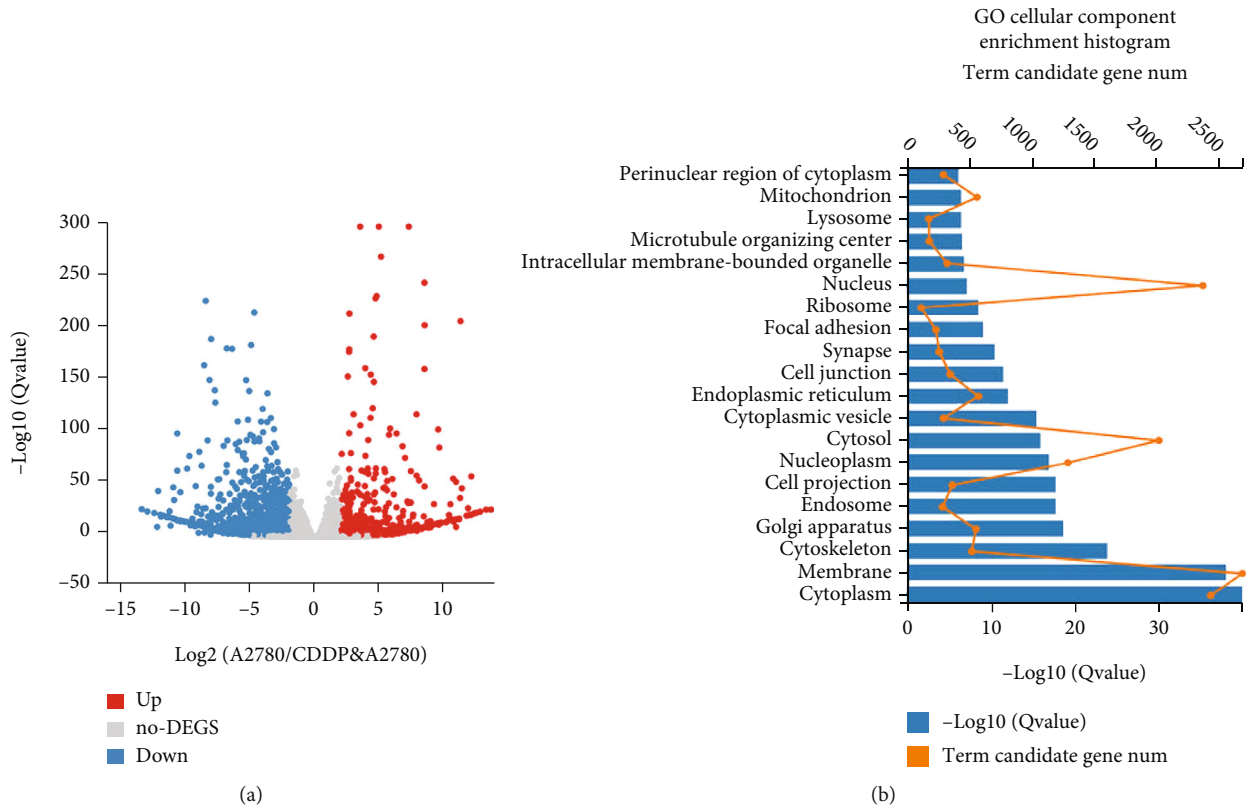 300
250
200
150
100
50
0
–50
–Log10 (Qvalue)
–15
–10
–5
0
5
10
Log2 (A2780/CDDP&A2780)
Up
no-DEGS
Down
(a)
GO cellular component
enrichment histogram
Term candidate gene num
0
500
1000
1500
2000
2500
Perinuclear region of cytoplasm
Mitochondrion
Lysosome
Microtubule organizing center
Intracellular membrane-bounded organelle
Nucleus
Ribosome
Focal adhesion
Synapse
Cell junction
Endoplasmic reticulum
Cytoplasmic vesicle
Cytosol
Nucleoplasm
Cell projection
Endosome
Golgi apparatus
Cytoskeleton
Membrane
Cytoplasm
0
10
20
30
–Log10 (Qvalue)
–Log10 (Qvalue)
Term candidate gene num
(b)